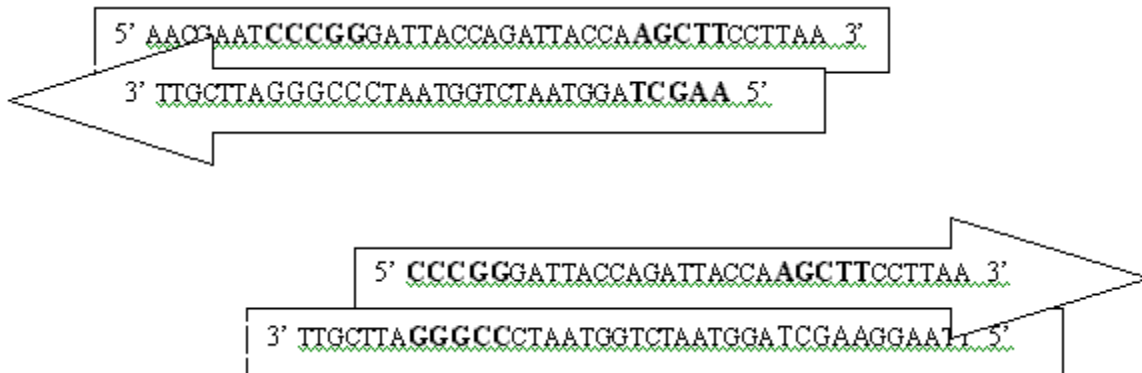 5’ AACGAATCCCGGGATTACCAGATTACCAAGCTTCCTTAA 3’
3’ TTGCTTAGGGCCCTAATGGTCTAATGGATCGAA 5’
5’ CCCGGGATTACCAGATTACCAAGCTTCCTTAA 3’
3’ TTGCTTAGGGCCCTAATGGTCTAATGGATCGAAGGAATT 5’